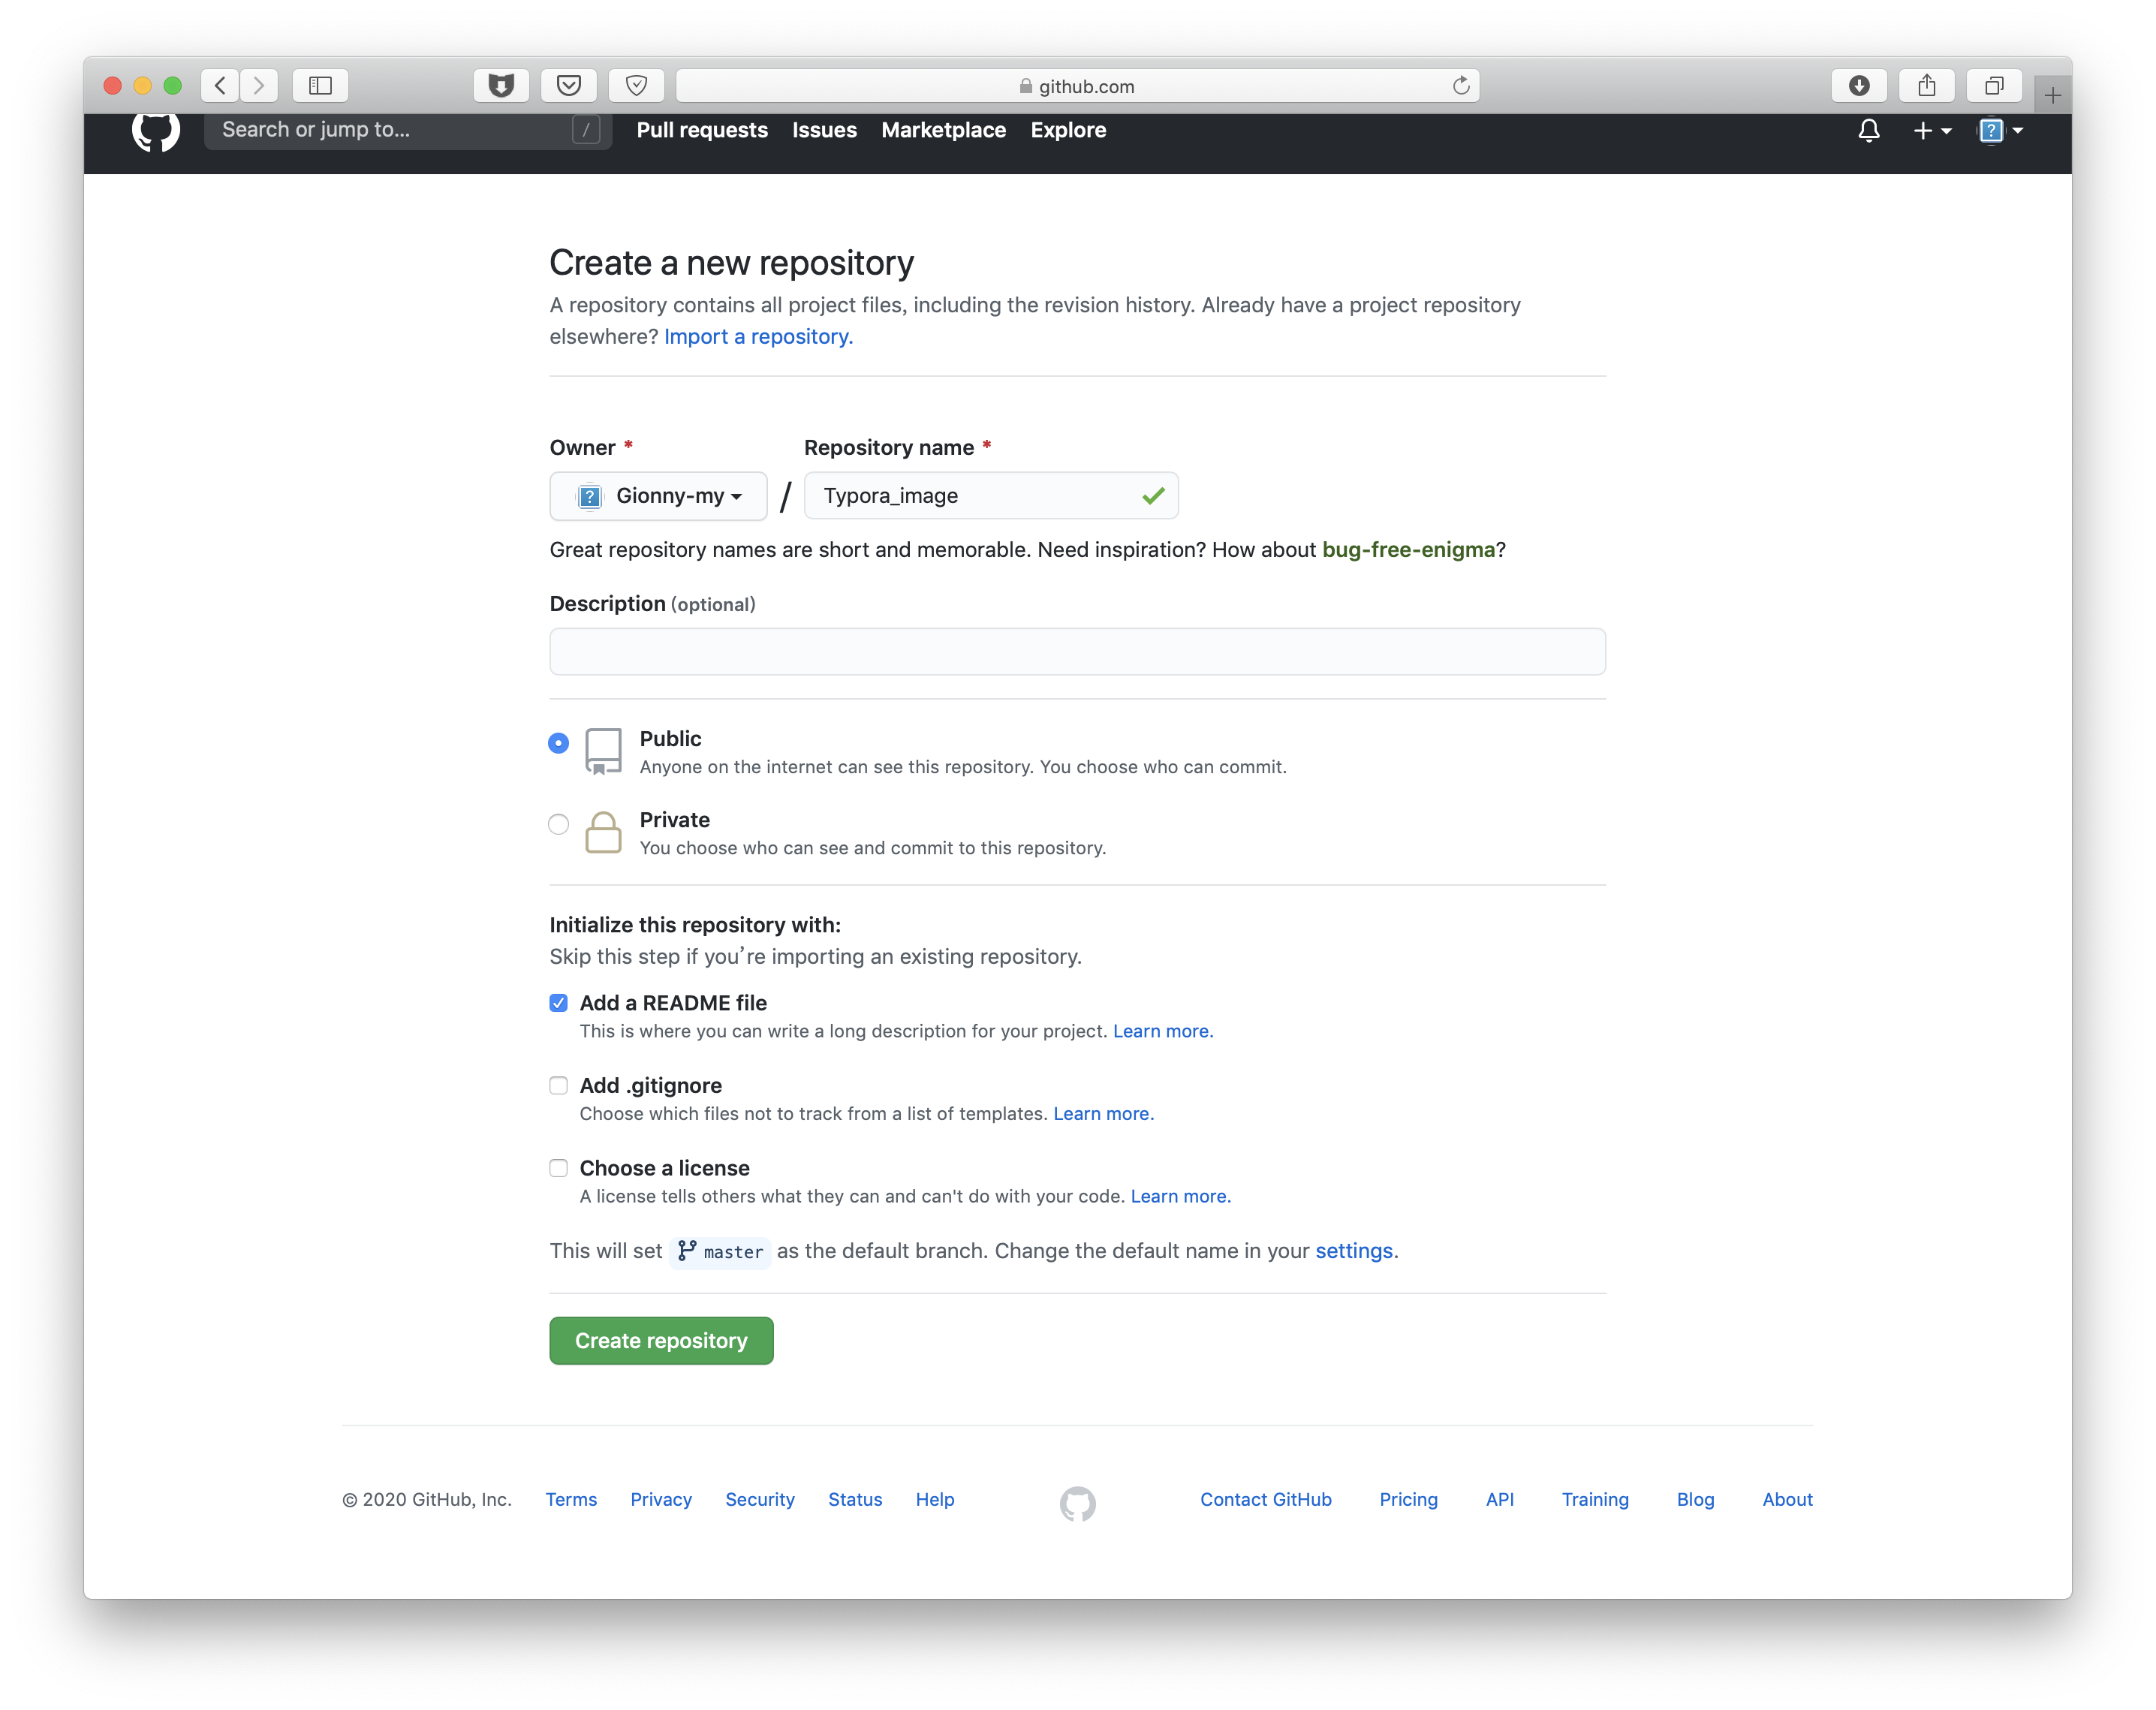 github.com
Search or jump to... /
Pull requests Issues Marketplace Explore
Create a new repository
A repository contains all project files, including the revision history. Already have a project repository
elsewhere? Import a repository.
Owner * Repository name *
Gionny-my / Typora_image
Great repository names are short and memorable. Need inspiration? How about bug-free-enigma?
Description (optional)
Public
Anyone on the internet can see this repository. You choose who can commit.
Private
You choose who can see and commit to this repository.
Initialize this repository with:
Skip this step if you’re importing an existing repository.
Add a README file
This is where you can write a long description for your project. Learn more.
Add .gitignore
Choose which files not to track from a list of templates. Learn more.
Choose a license
A license tells others what they can and can't do with your code. Learn more.
This will set master as the default branch. Change the default name in your settings.
Create repository
© 2020 GitHub, Inc. Terms Privacy Security Status Help Contact GitHub Pricing API Training Blog About